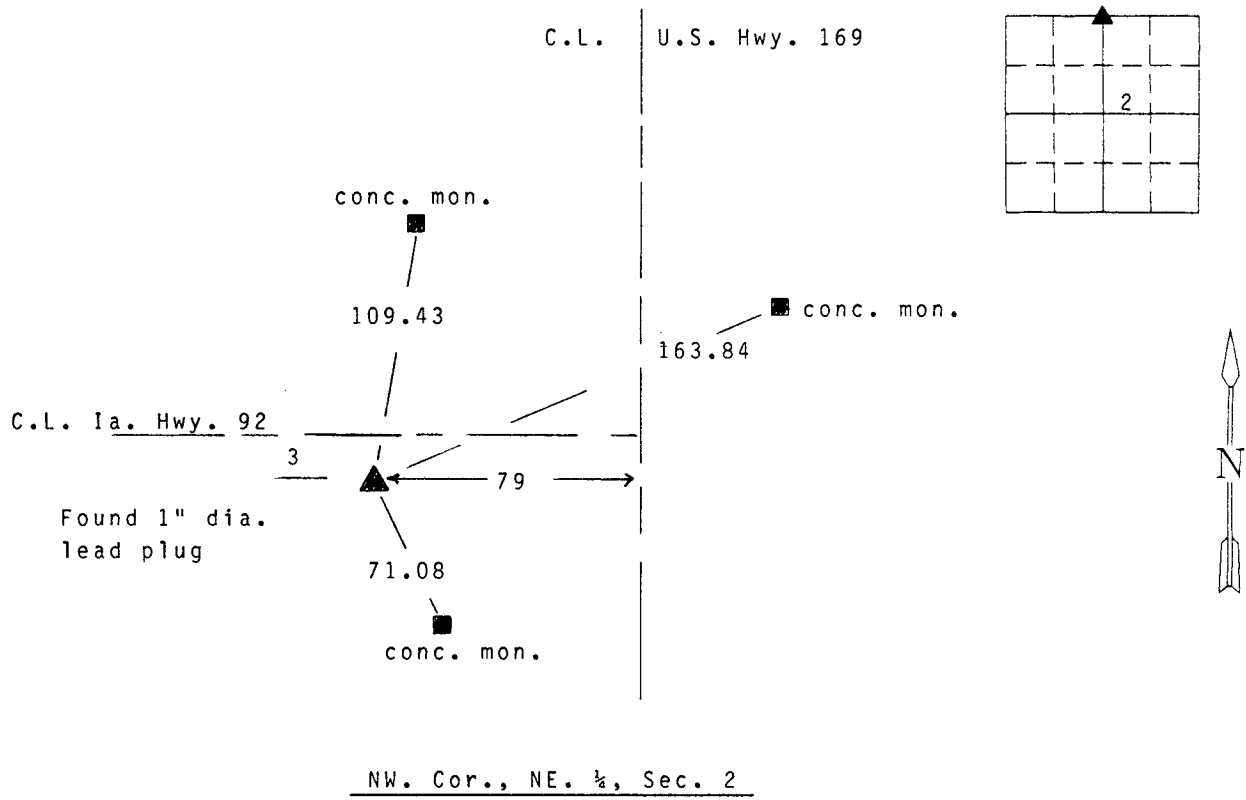 C.L. U.S. Hwy. 169
2
conc. mon.
109.43
conc. mon.
163.84
C.L. Ia. Hwy. 92
3
79
N
Found 1" dia.
lead plug
71.08
conc. mon.
NW. Cor., NE. ¼, Sec. 2